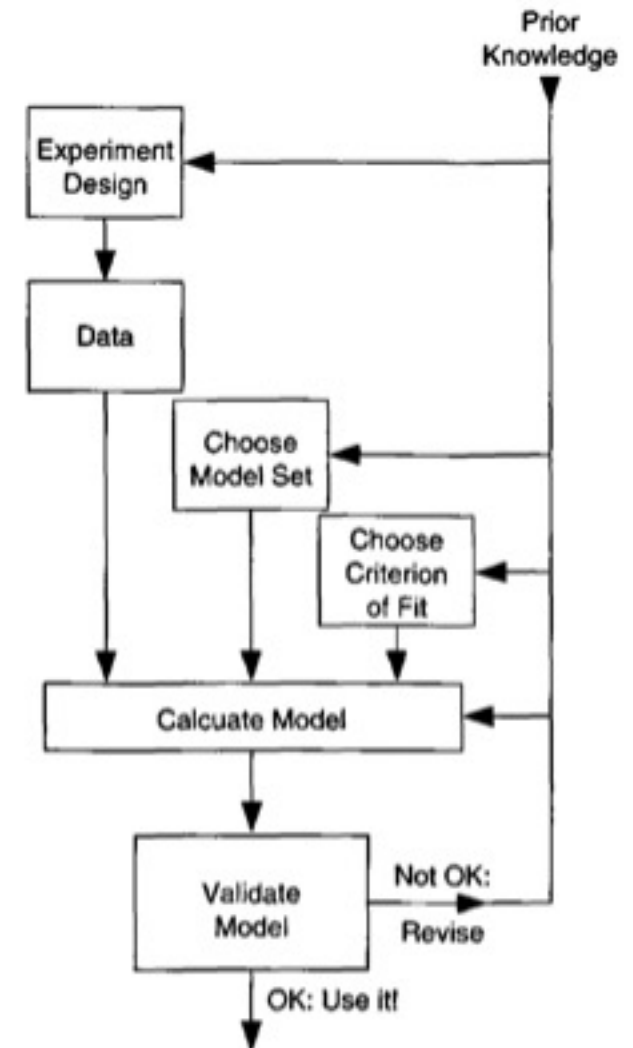 Prior
Knowledge
Experiment
Design
Data
Choose
Model Set
Choose
Criterion
of Fit
Calcuate Model
Validate
Model
Not OK:
Revise
OK: Use it!